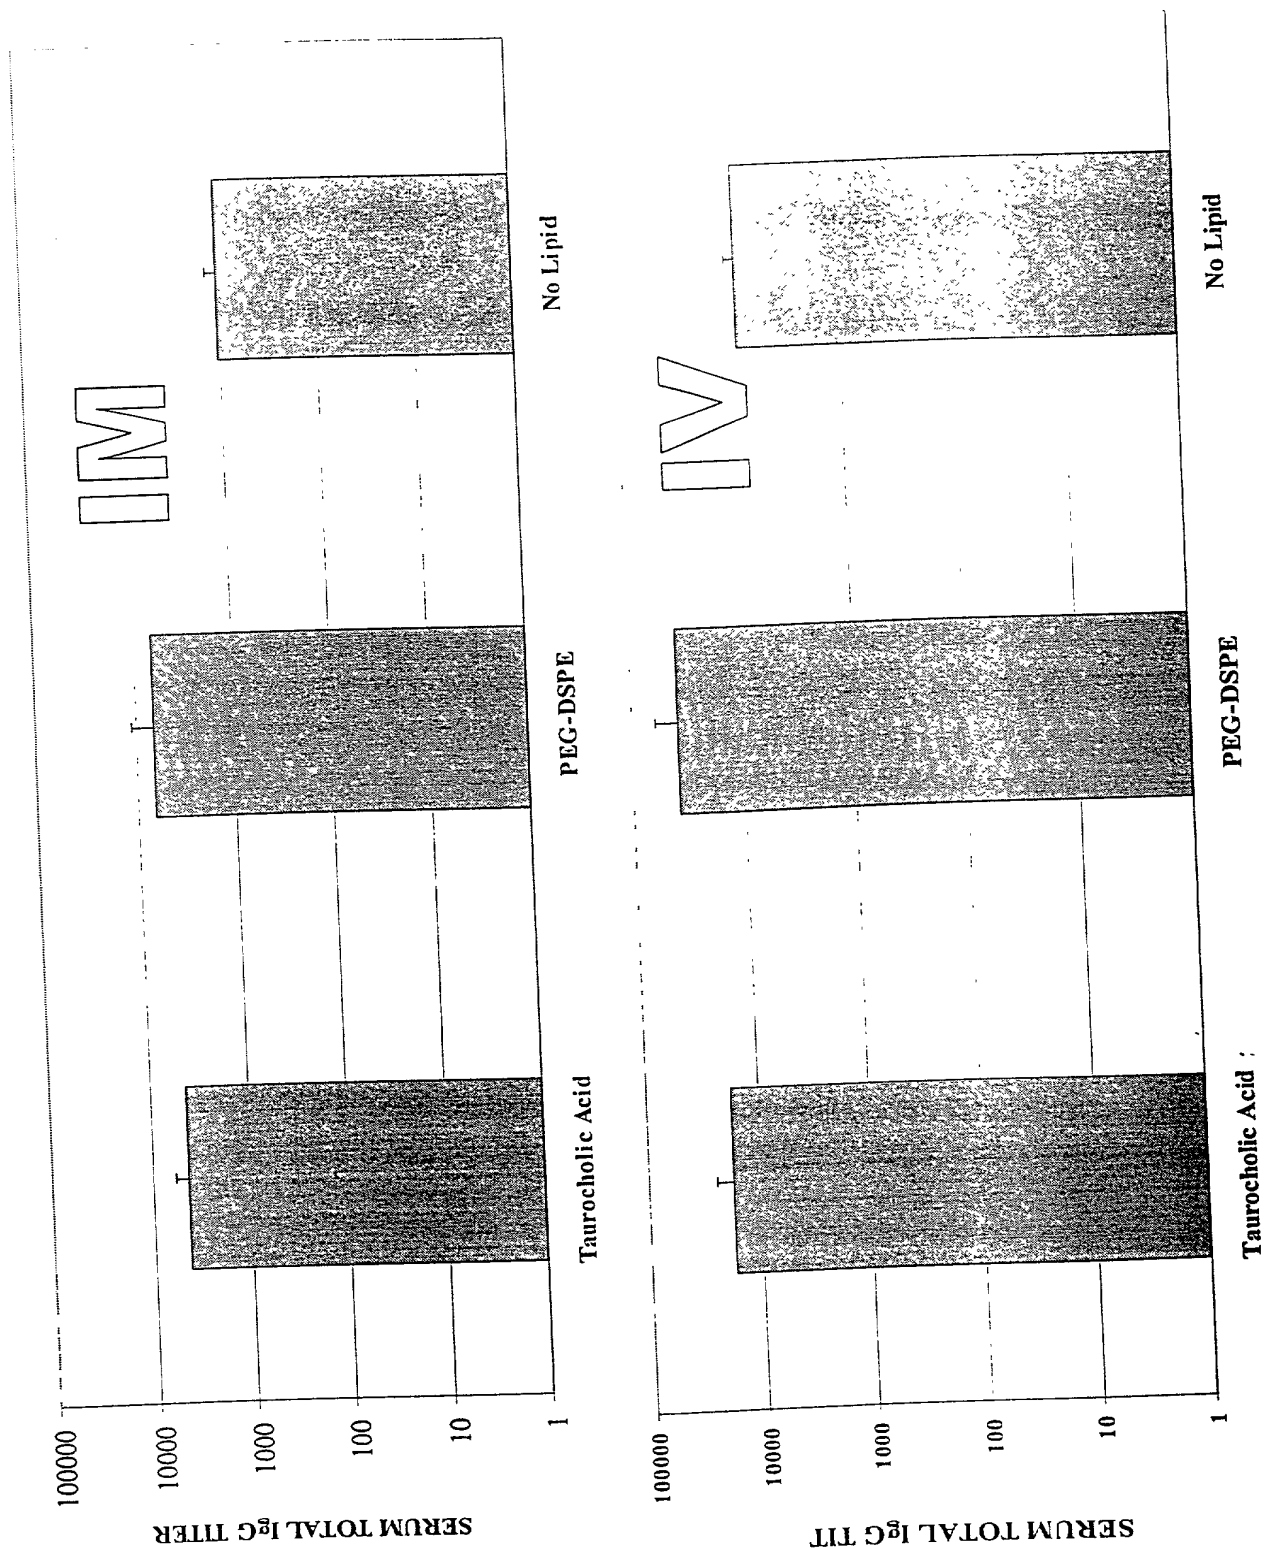 IM
SERUM TOTAL IgG TITER
100000
10000
1000
100
10
1
Taurocholic Acid
PEG-DSPE
No Lipid
IV
SERUM TOTAL IgG TIT
100000
10000
1000
100
10
1
Taurocholic Acid
PEG-DSPE
No Lipid